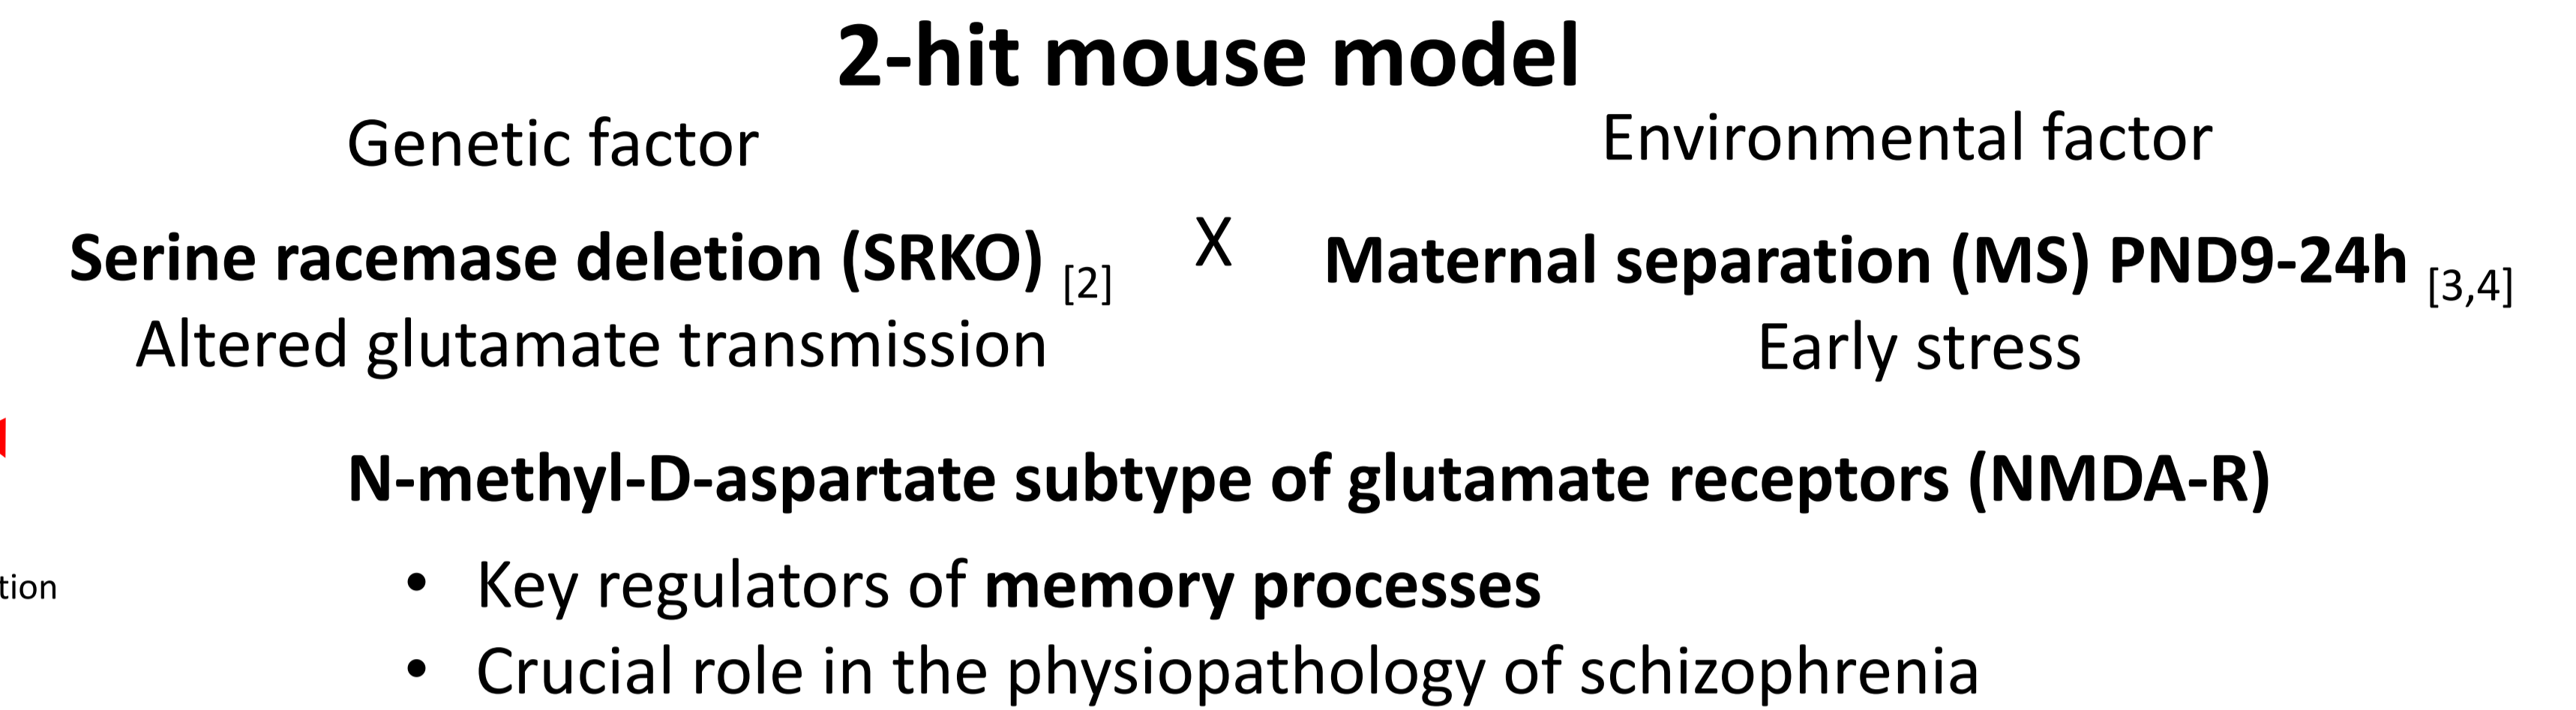 2-hit mouse model
Genetic factor
Environmental factor
Serine racemase deletion (SRKO) [2]
X
Maternal separation (MS) PND9-24h [3,4]
Altered glutamate transmission
Early stress
N-methyl-D-aspartate subtype of glutamate receptors (NMDA-R)
tion
• Key regulators of memory processes
• Crucial role in the physiopathology of schizophrenia